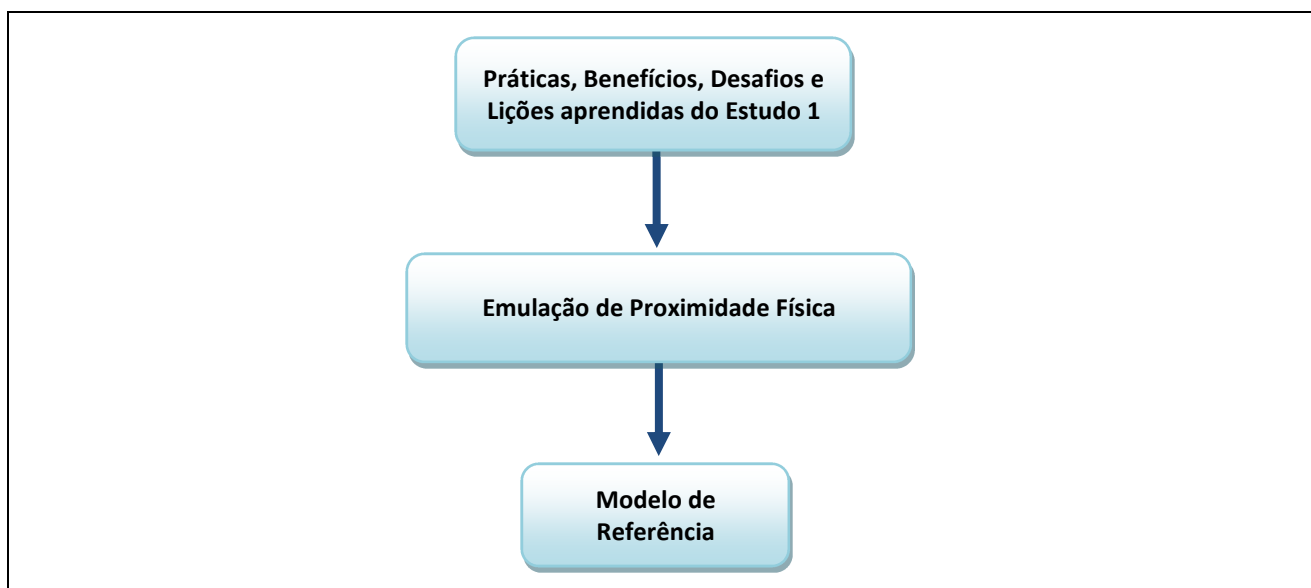 Práticas, Benefícios, Desafios e
Lições aprendidas do Estudo 1
Emulação de Proximidade Física
Modelo de
Referência